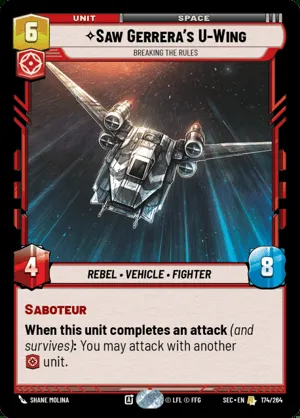 UNIT
SPACE
6
✧SAW GERRERA'S U-WING
BREAKING THE RULES
4
8
REBEL • VEHICLE • FIGHTER
SABOTEUR
When this unit completes an attack (and
survives): You may attack with another
unit.
SHANE MOLINA
© LFL © FFG
SEC • EN
174/264